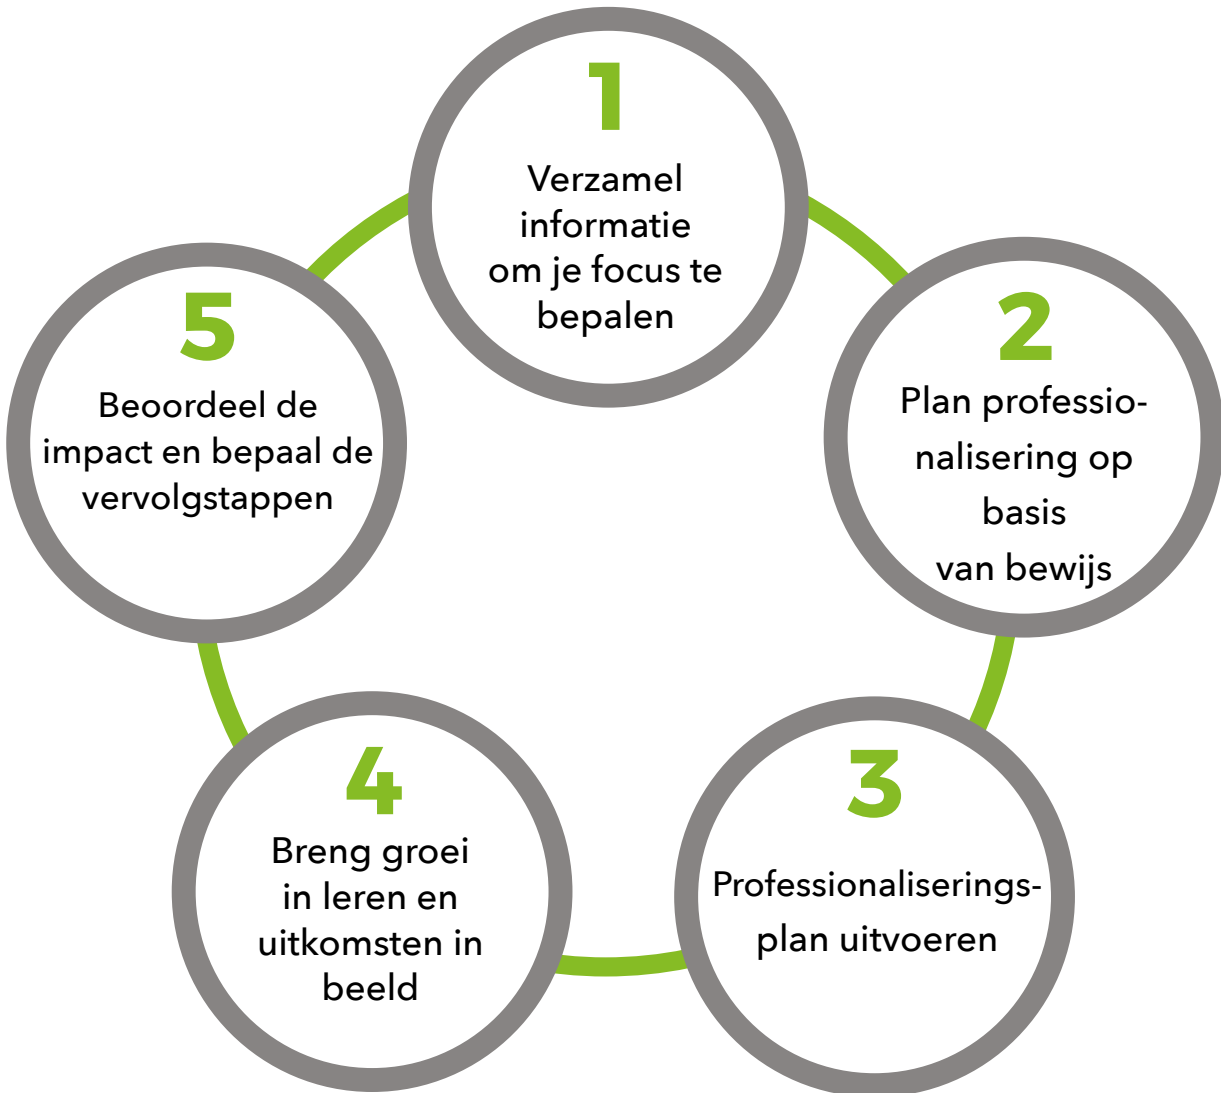 1
Verzamel
informatie
om je focus te
bepalen
2
Plan professio-
nalisering op
basis
van bewijs
3
Professionaliserings-
plan uitvoeren
4
Breng groei
in leren en
uitkomsten in
beeld
5
Beoordeel de
impact en bepaal de
vervolgstappen